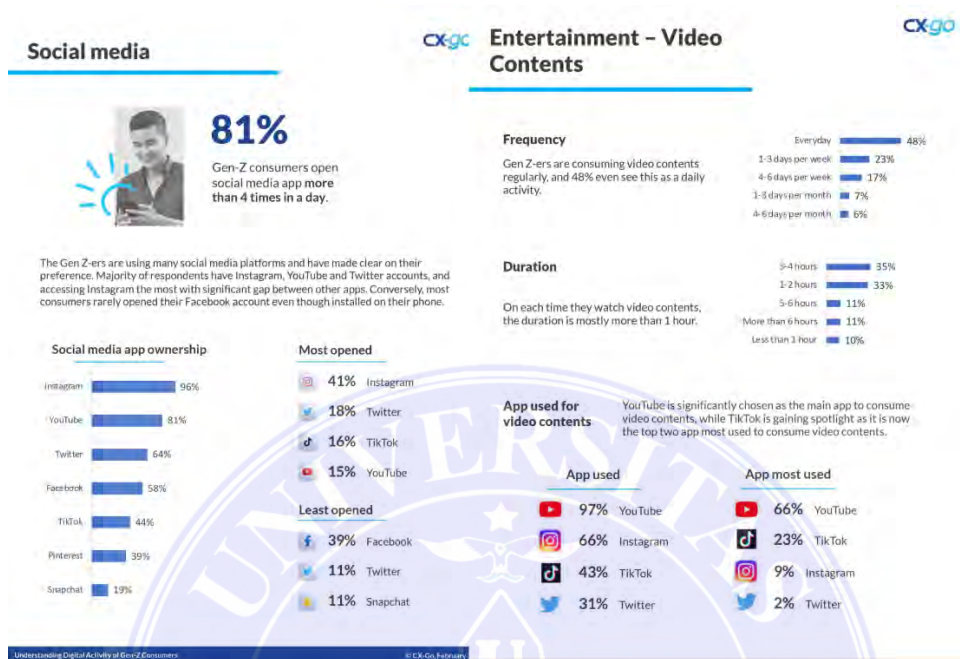 Social media
CX-gc
81%
Gen-Z consumers open
social media app more
than 4 times in a day.
The Gen Z-ers are using many social media platforms and have made clear on their
preference. Majority of respondents have Instagram, YouTube and Twitter accounts, and
accessing Instagram the most with significant gap between other apps. Conversely, most
consumers rarely opened their Facebook account even though installed on their phone.
Social media app ownership
Instagram 96%
YouTube 81%
Twitter 64%
Facebook 58%
TikTok 44%
Pinterest 39%
Snapchat 19%
Most opened
41% Instagram
18% Twitter
16% TikTok
15% YouTube
Least opened
39% Facebook
11% Twitter
11% Snapchat
Understanding Digital Activity of Gen-Z Consumers
© CX-Go, February
Entertainment – Video
Contents
CX-go
Frequency
Gen Z-ers are consuming video contents
regularly, and 48% even see this as a daily
activity.
Everyday 48%
1-3 days per week 23%
4-6 days per week 17%
1-3 days per month 7%
4-6 days per month 6%
Duration
On each time they watch video contents,
the duration is mostly more than 1 hour.
3-4 hours 35%
1-2 hours 33%
5-6 hours 11%
More than 6 hours 11%
Less than 1 hour 10%
App used for
video contents
YouTube is significantly chosen as the main app to consume
video contents, while TikTok is gaining spotlight as it is now
the top two app most used to consume video contents.
App used
97% YouTube
66% Instagram
43% TikTok
31% Twitter
App most used
66% YouTube
23% TikTok
9% Instagram
2% Twitter
UNIVERSITA
U